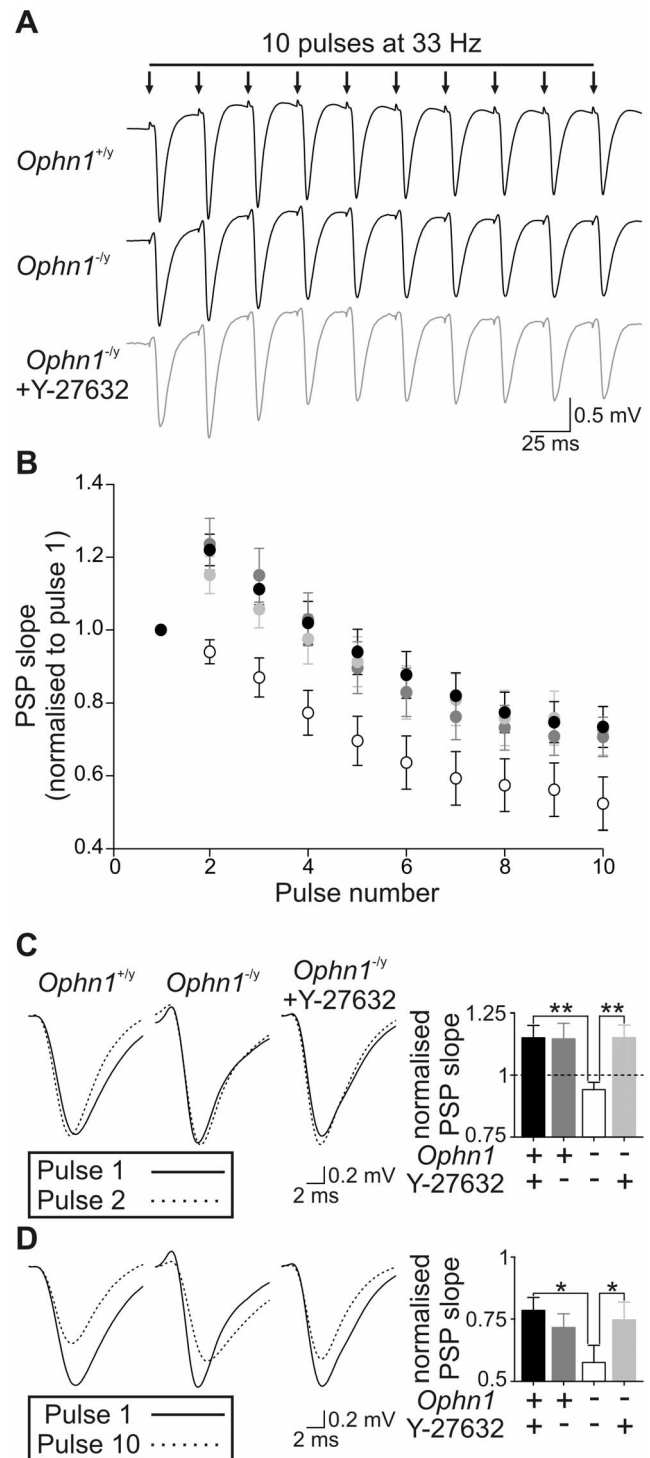 A
10 pulses at 33 Hz
Ophn1+/y
Ophn1-/y
Ophn1-/y
+Y-27632
0.5 mV
25 ms
B
PSP slope
(normalised to pulse 1)
1.4
1.2
1.0
0.8
0.6
0.4
0 2 4 6 8 10
Pulse number
C
Ophn1+/y Ophn1-/y Ophn1-/y
+Y-27632
Pulse 1
Pulse 2
0.2 mV
2 ms
normalised
PSP slope
1.25
1
0.75
** **
Ophn1 + + - -
Y-27632 + - - +
D
Pulse 1
Pulse 10
0.2 mV
2 ms
normalised
PSP slope
1
0.75
0.5
* *
Ophn1 + + - -
Y-27632 + - - +